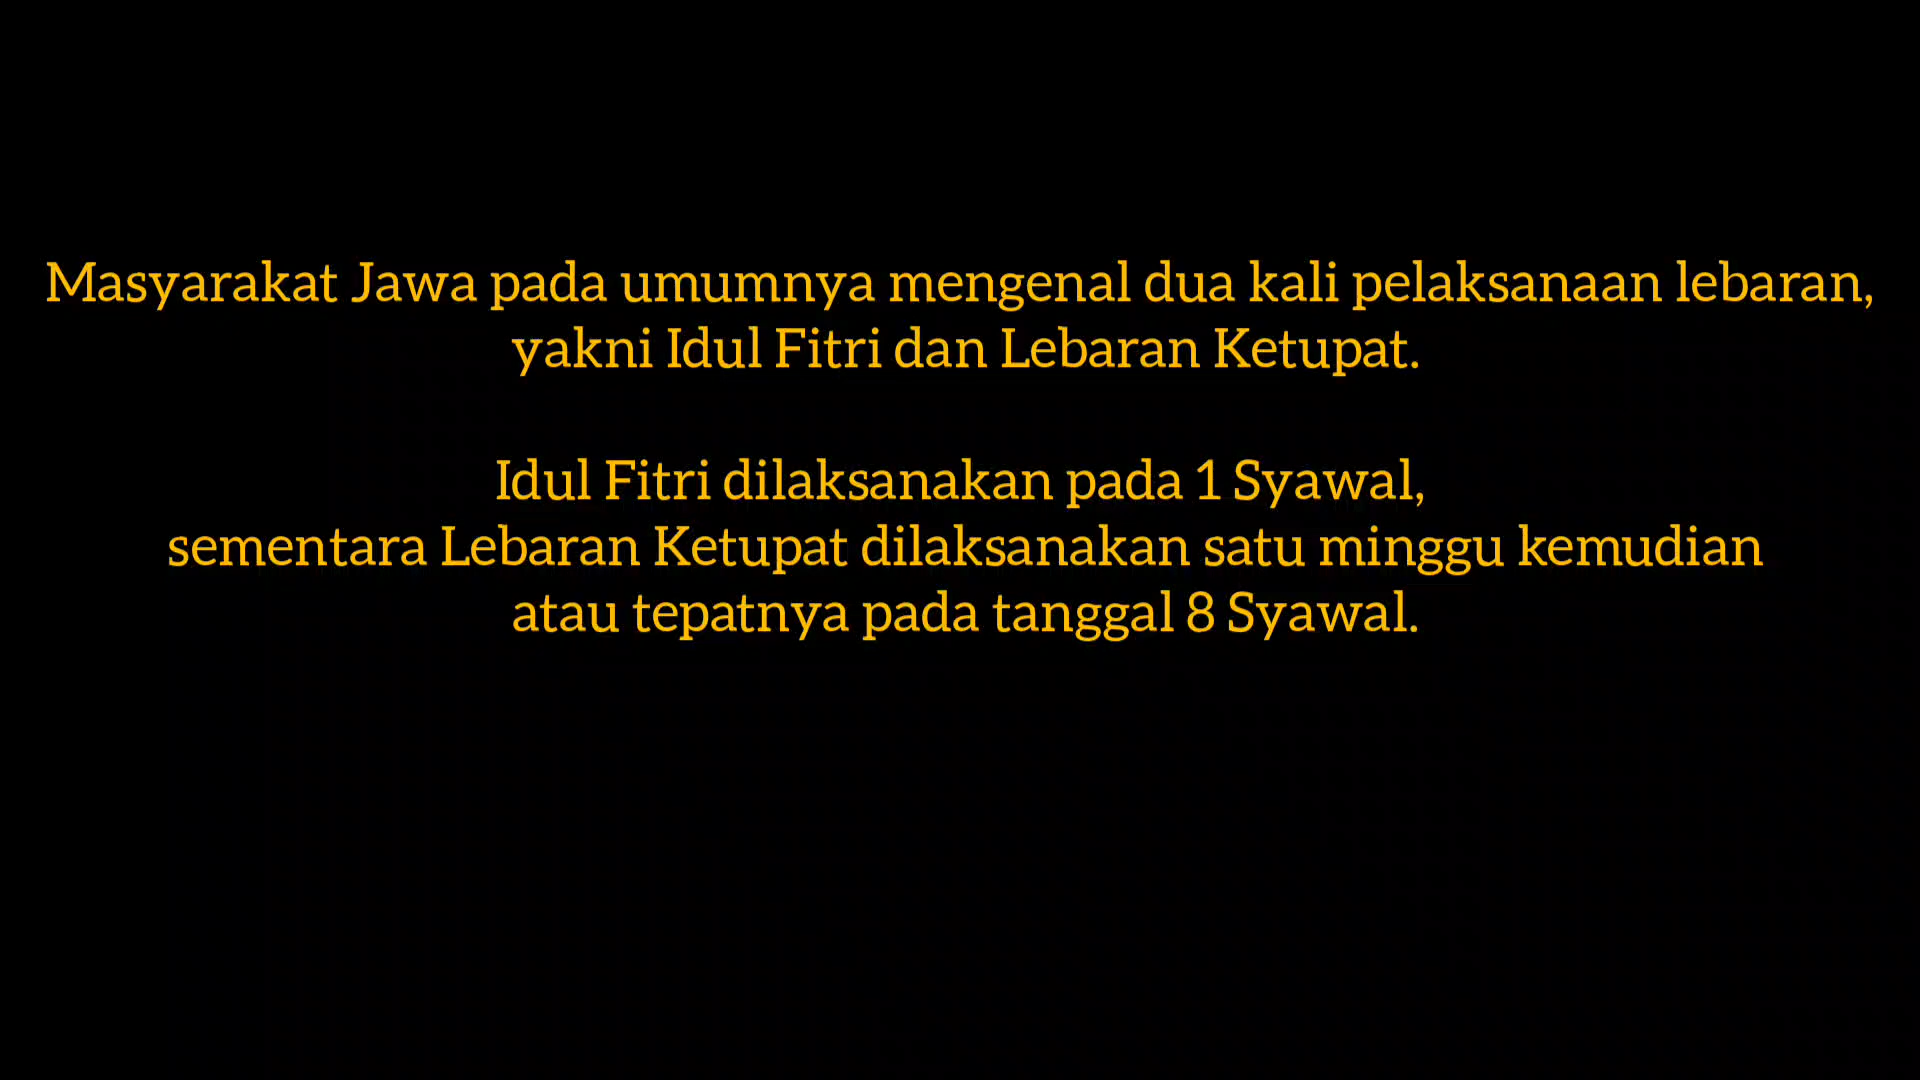 Masyarakat Jawa pada umumnya mengenal dua kali pelaksanaan lebaran,
yakni Idul Fitri dan Lebaran Ketupat.
Idul Fitri dilaksanakan pada 1 Syawal,
sementara Lebaran Ketupat dilaksanakan satu minggu kemudian
atau tepatnya pada tanggal 8 Syawal.